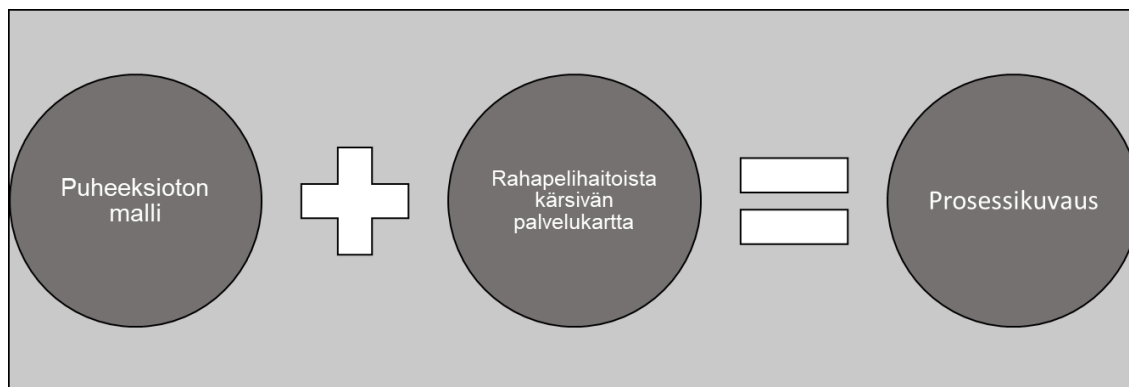 Puheeksioton
malli
Rahapelihaitoista
kärsivän
palvelukartta
Prosessikuvaus